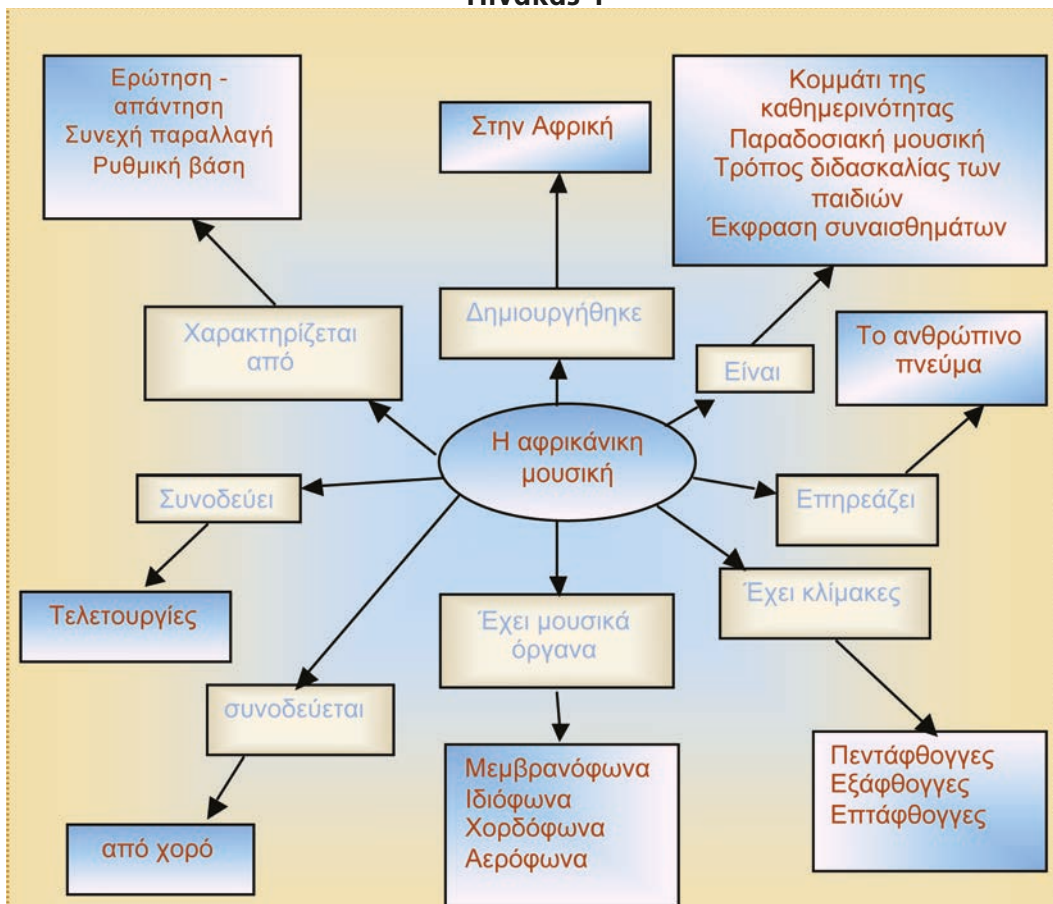 Πίνακας 1
Ερώτηση -
απάντηση
Συνεχή παραλλαγή
Ρυθμική βάση
Στην Αφρική
Κομμάτι της
καθημερινότητας
Παραδοσιακή μουσική
Τρόπος διδασκαλίας των
παιδιών
Έκφραση συναισθημάτων
Χαρακτηρίζεται
από
Δημιουργήθηκε
Είναι
Το ανθρώπινο
πνεύμα
Η αφρικάνικη
μουσική
Συνοδεύει
Επηρεάζει
Τελετουργίες
Έχει μουσικά
όργανα
Έχει κλίμακες
συνοδεύεται
από χορό
Μεμβρανόφωνα
Ιδιόφωνα
Χορδόφωνα
Αερόφωνα
Πεντάφθογγες
Εξάφθογγες
Επτάφθογγες